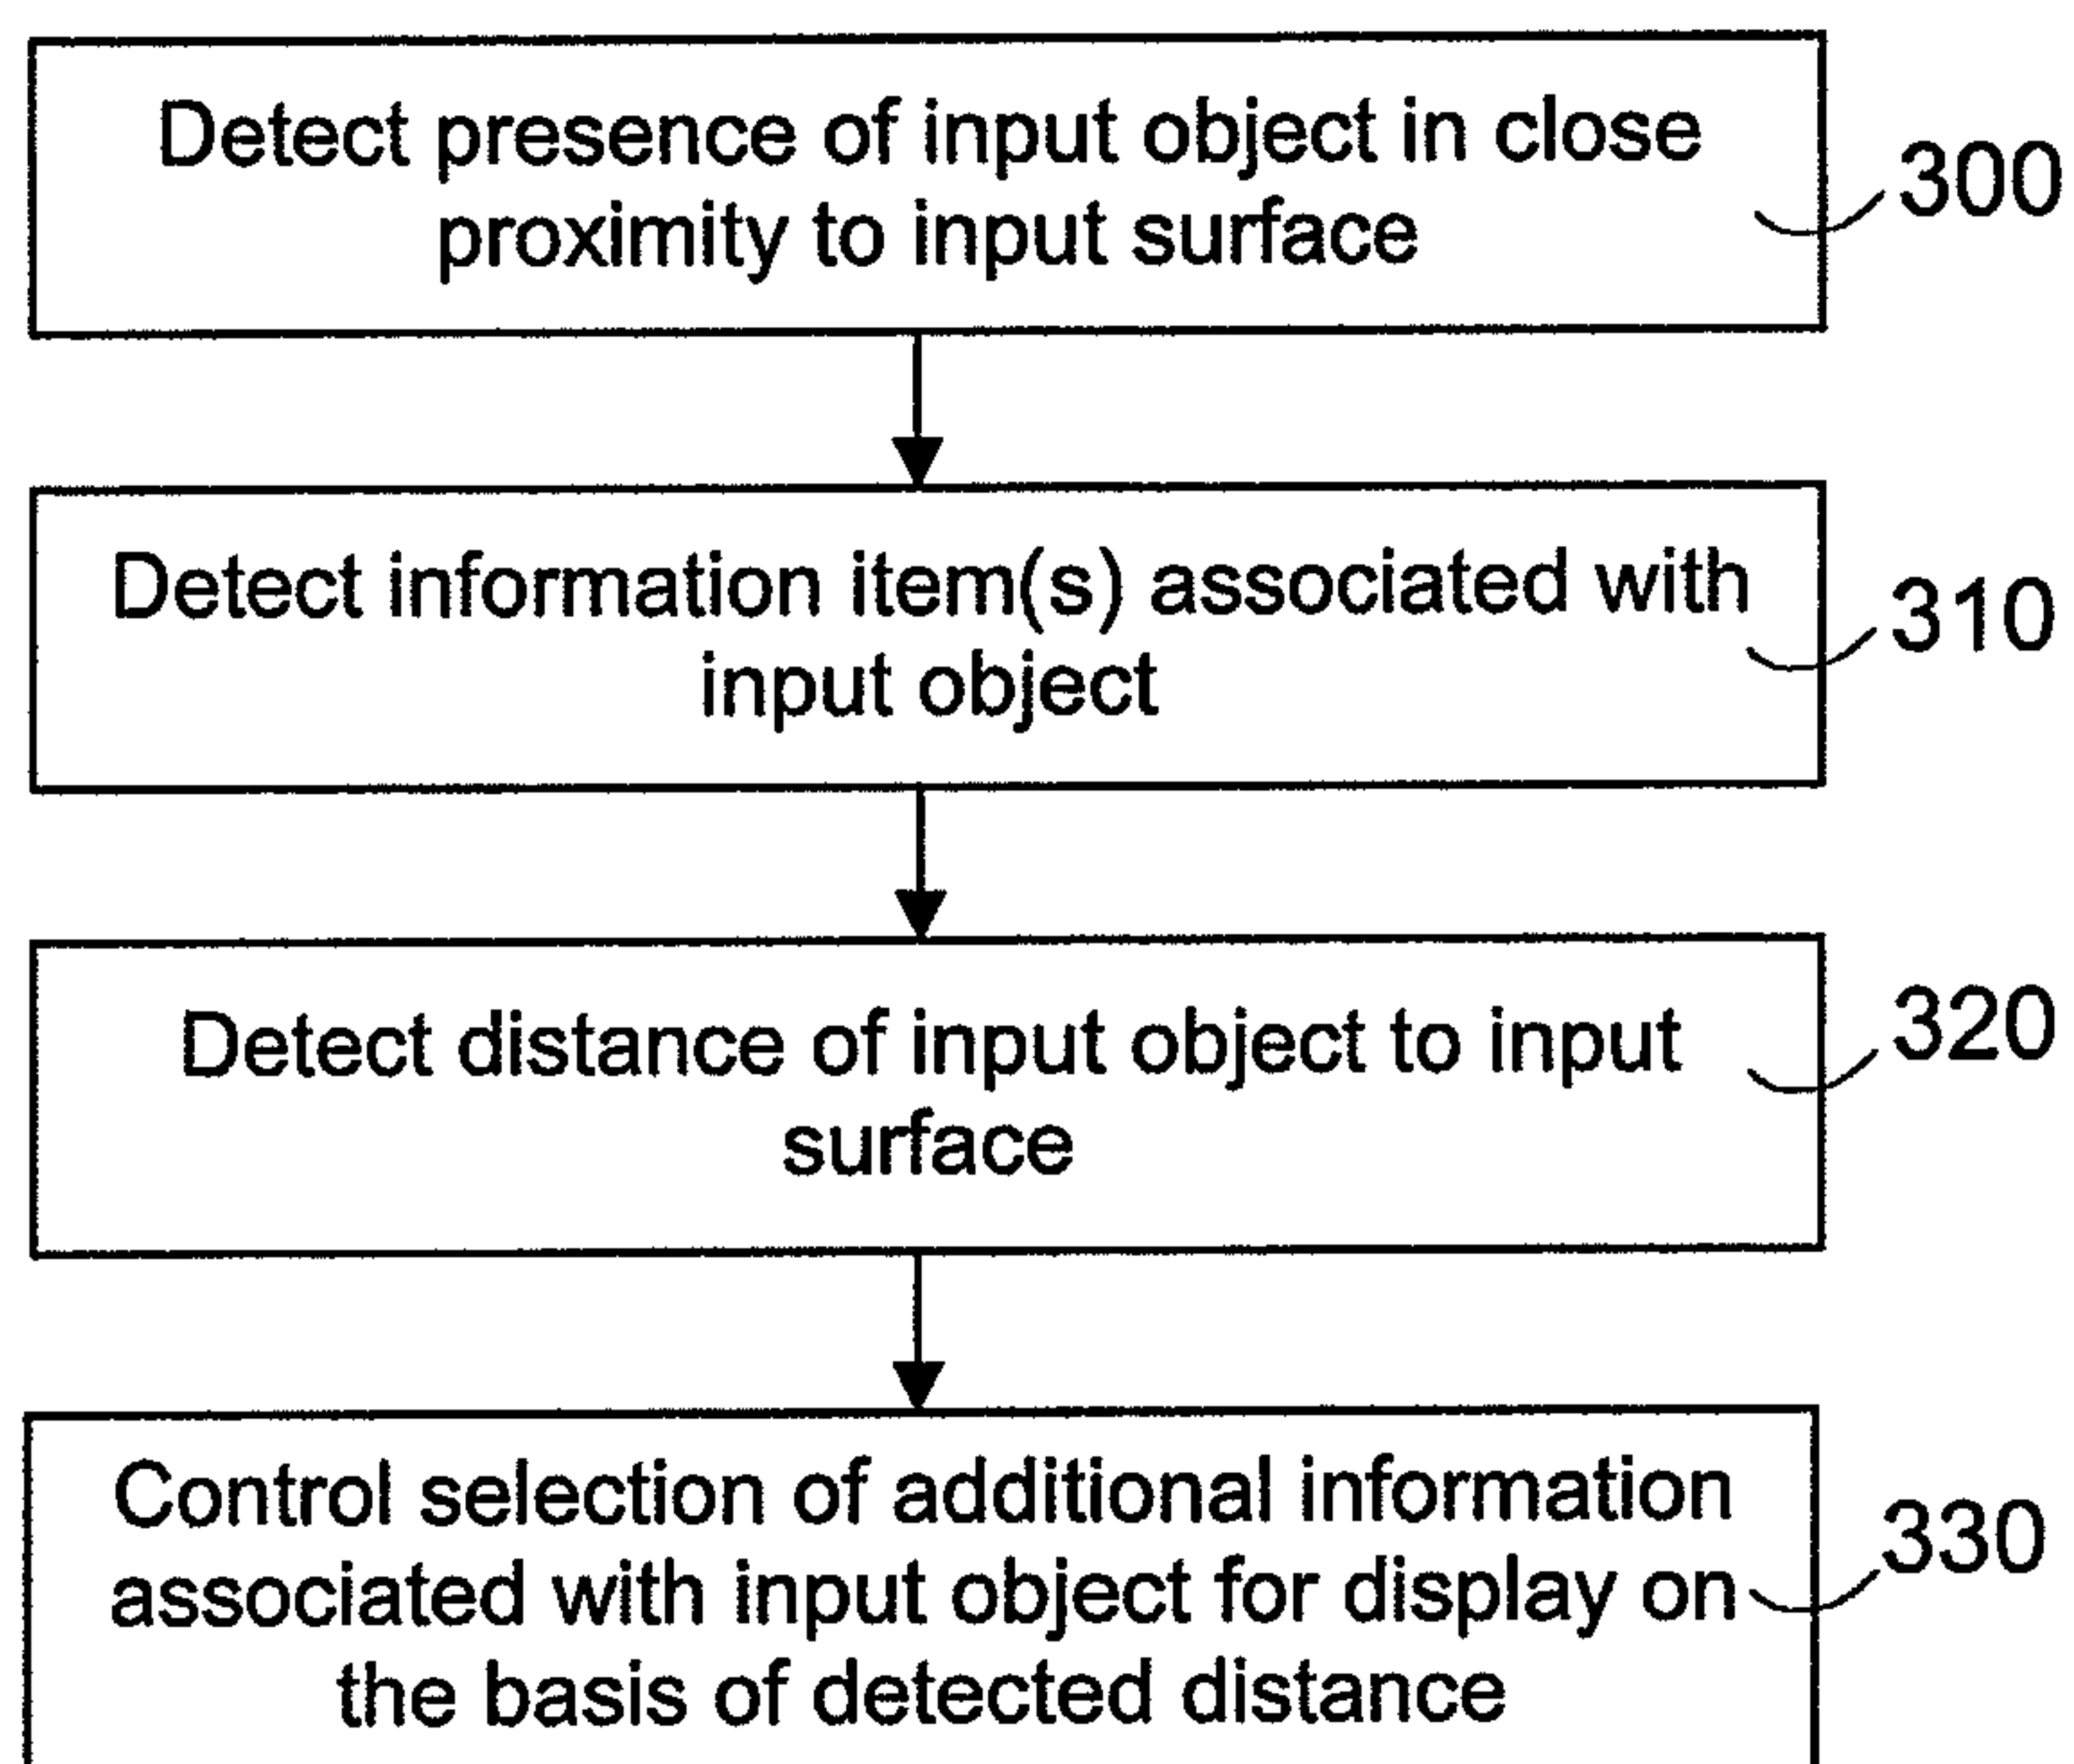 Detect presence of input object in close
proximity to input surface
300
Detect information item(s) associated with
input object
310
Detect distance of input object to input
surface
320
Control selection of additional information
associated with input object for display on
the basis of detected distance
330